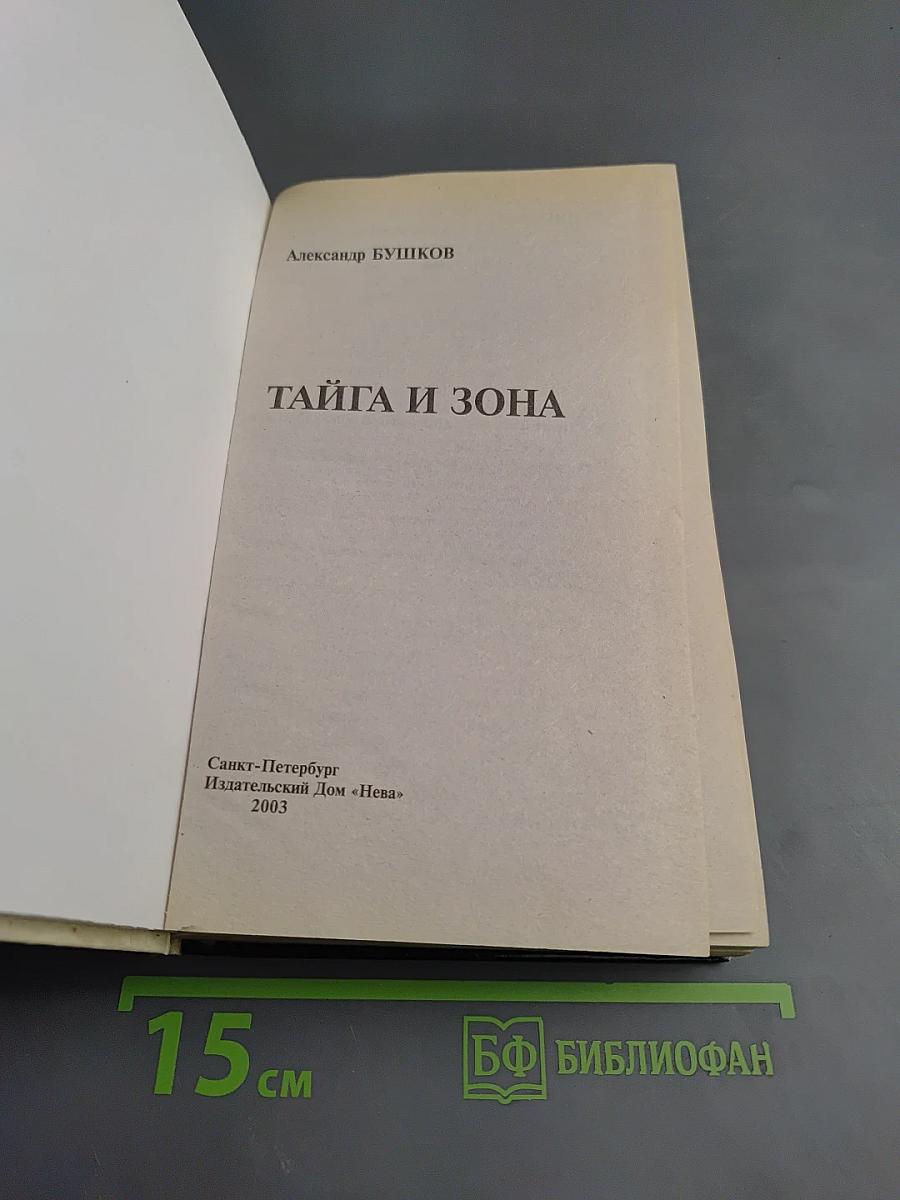 Александр БУШКОВ
ТАЙГА И ЗОНА
Санкт-Петербург
Издательский Дом «Нева»
2003
15 см
БФ БИБЛИОФАН